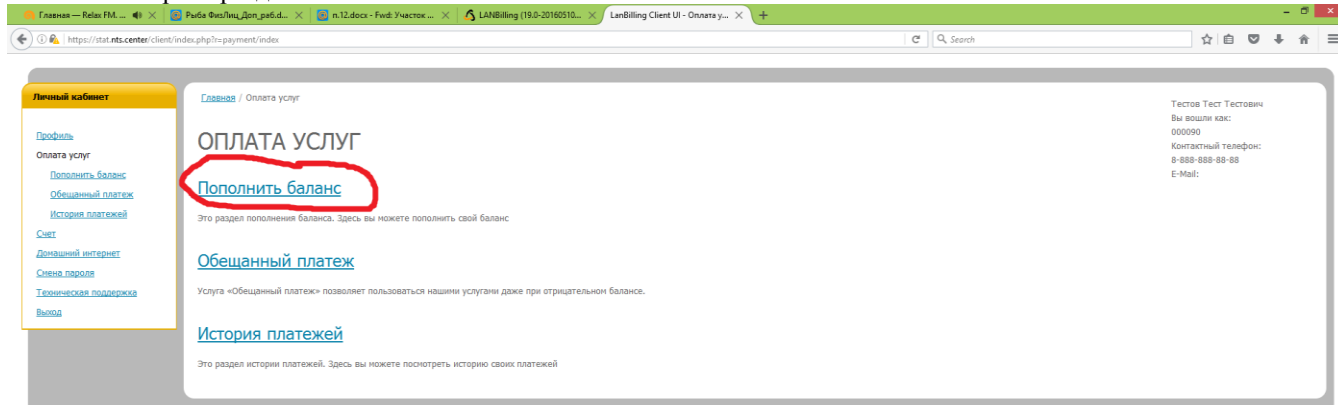 Главная — Relax FM. ...
Рыба ФизЛиц_Доп_раб.d...
п.12.docx - Fwd: Участок ...
LANBilling (19.0-20160510...
LanBilling Client UI - Оплата у...
https://stat.nts.center/client/index.php?r=payment/index
Search
Личный кабинет
Профиль
Оплата услуг
Пополнить баланс
Обещанный платеж
История платежей
Счет
Домашний интернет
Смена пароля
Техническая поддержка
Выход
Главная / Оплата услуг
ОПЛАТА УСЛУГ
Пополнить баланс
Это раздел пополнения баланса. Здесь вы можете пополнить свой баланс
Обещанный платеж
Услуга «Обещанный платеж» позволяет пользоваться нашими услугами даже при отрицательном балансе.
История платежей
Это раздел истории платежей. Здесь вы можете посмотреть историю своих платежей
Тестов Тест Тестович
Вы вошли как:
000090
Контактный телефон:
8-888-888-88-88
E-Mail: